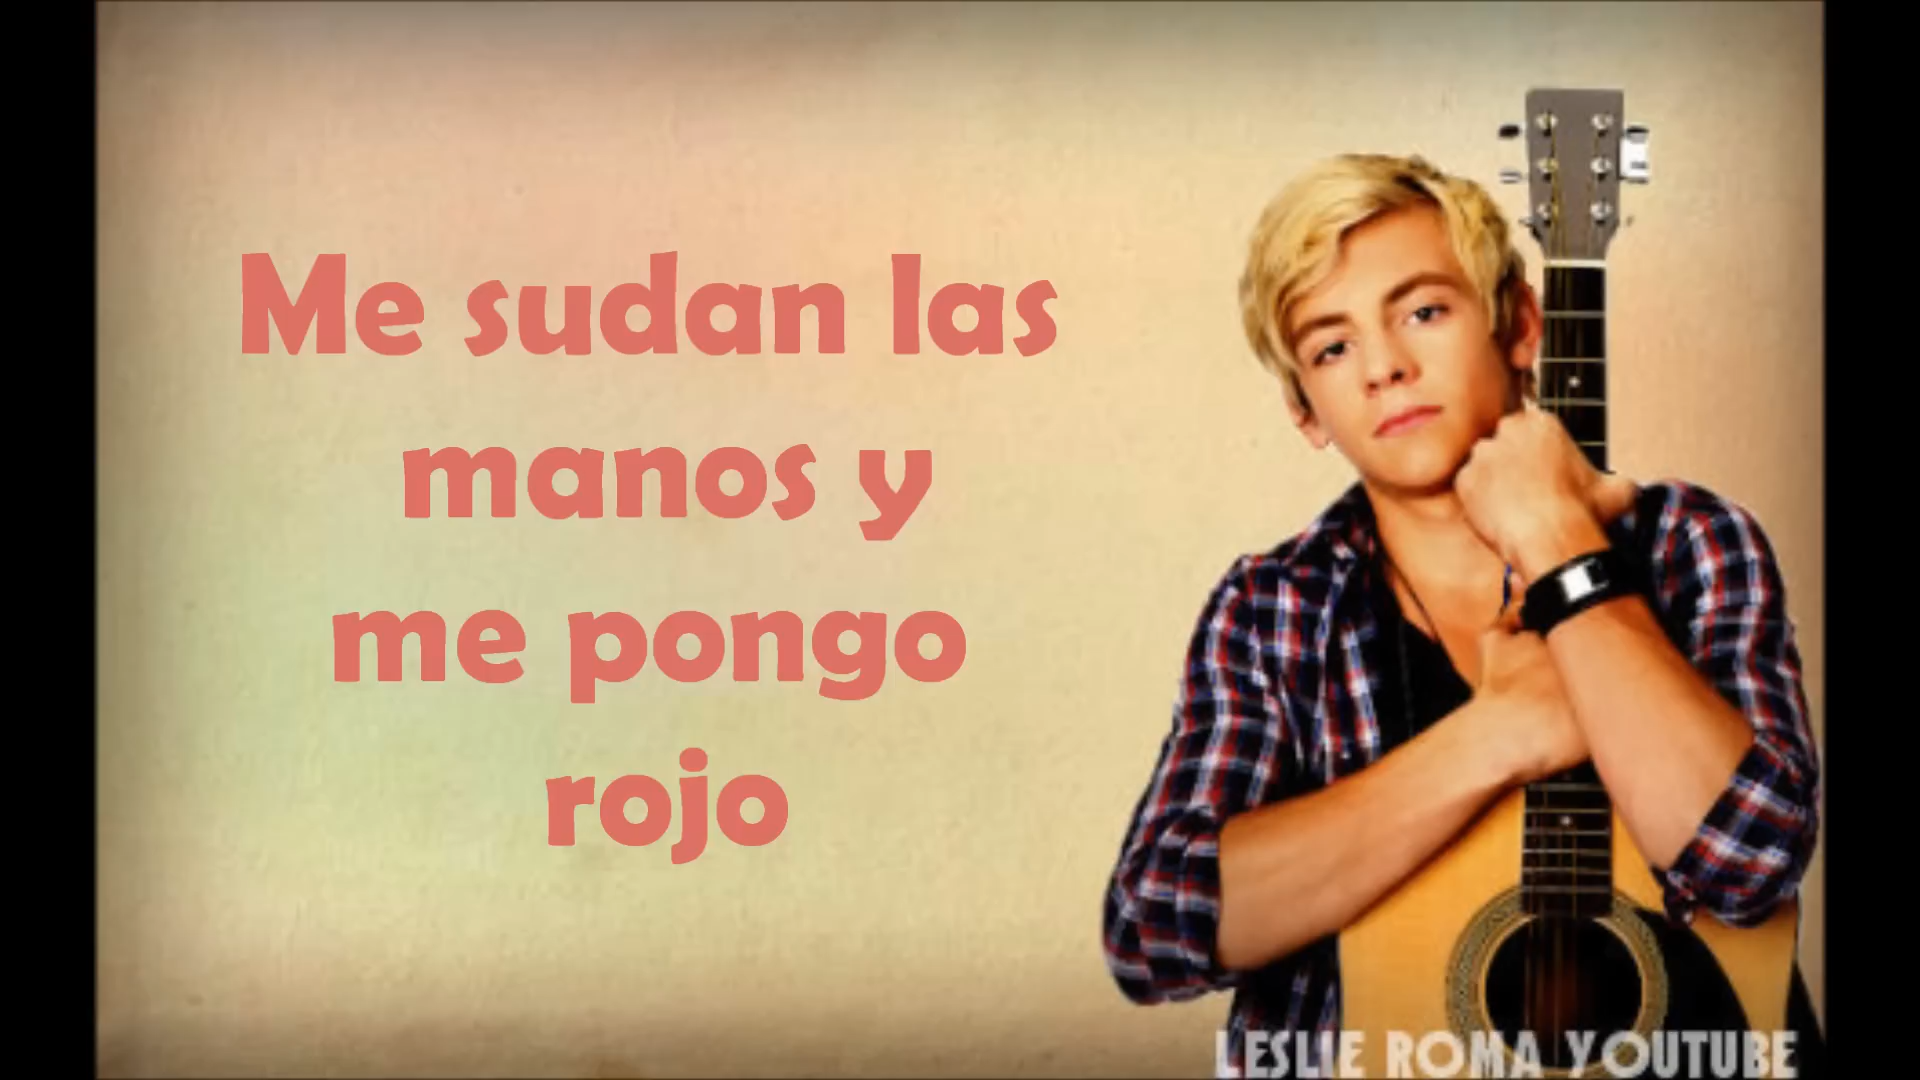 Me sudan las
manos y
me pongo
rojo
LESLIE ROMA YOUTUBE